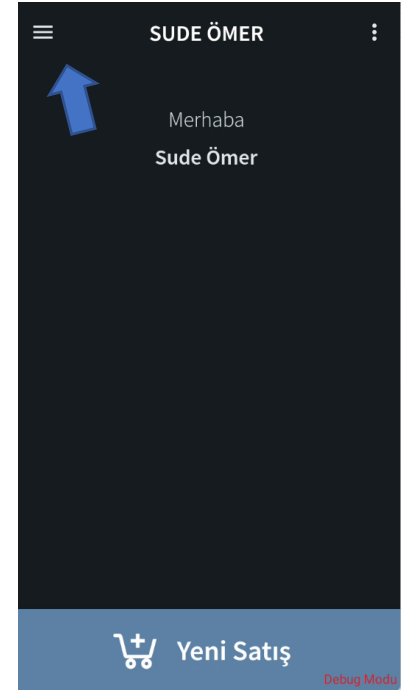 SUDE ÖMER
Merhaba
Sude Ömer
Yeni Satış
Debug Modu